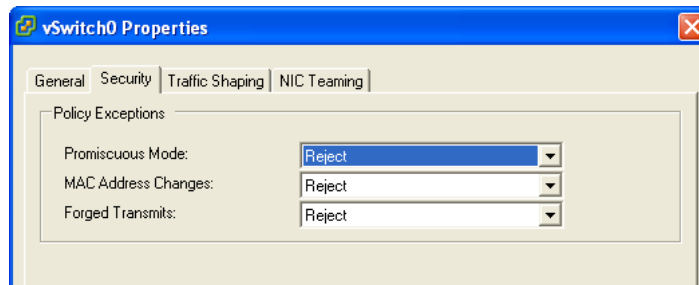 vSwitch0 Properties
General Security Traffic Shaping NIC Teaming
Policy Exceptions
Promiscuous Mode: Reject
MAC Address Changes: Reject
Forged Transmits: Reject